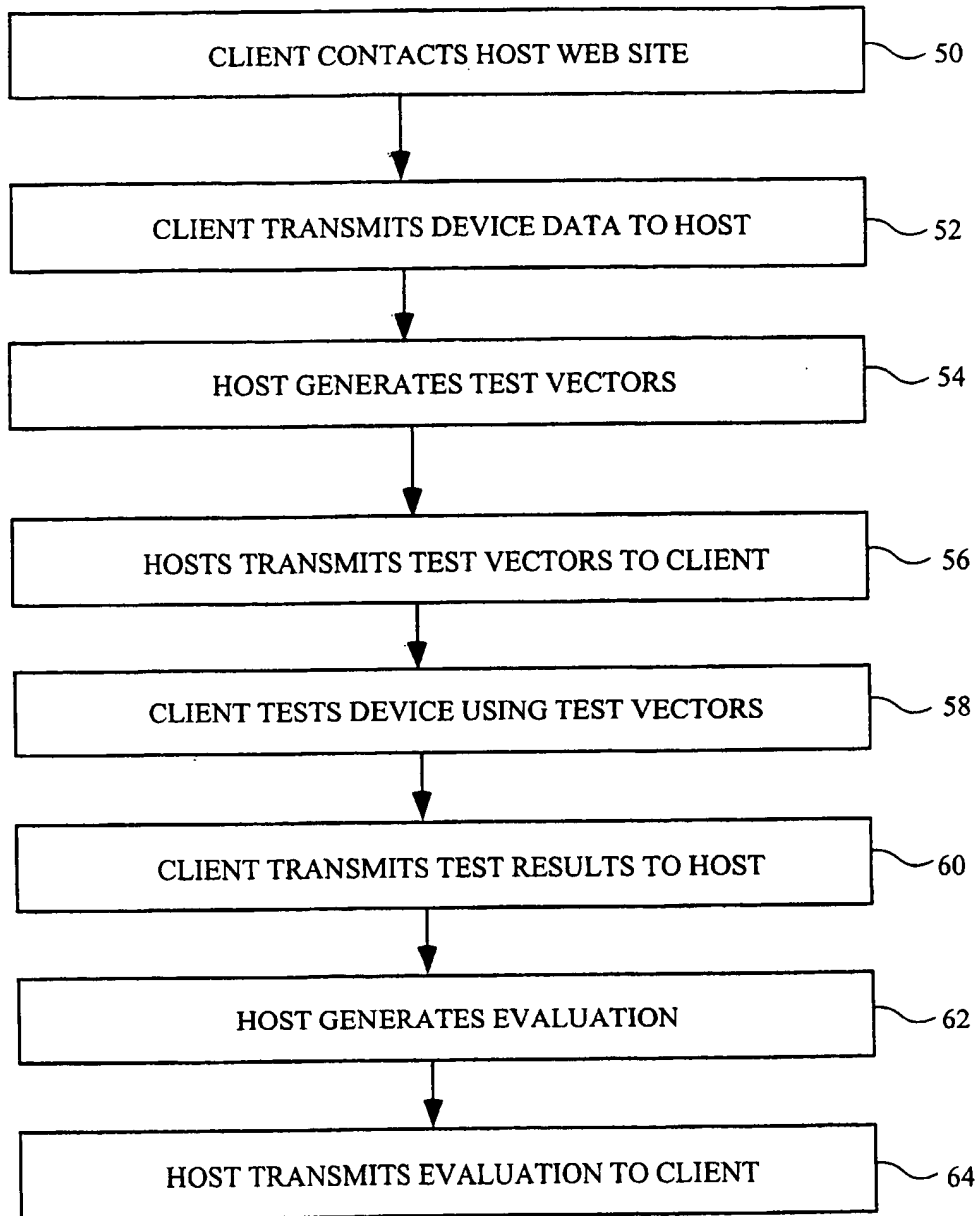 CLIENT CONTACTS HOST WEB SITE 50
CLIENT TRANSMITS DEVICE DATA TO HOST 52
HOST GENERATES TEST VECTORS 54
HOSTS TRANSMITS TEST VECTORS TO CLIENT 56
CLIENT TESTS DEVICE USING TEST VECTORS 58
CLIENT TRANSMITS TEST RESULTS TO HOST 60
HOST GENERATES EVALUATION 62
HOST TRANSMITS EVALUATION TO CLIENT 64